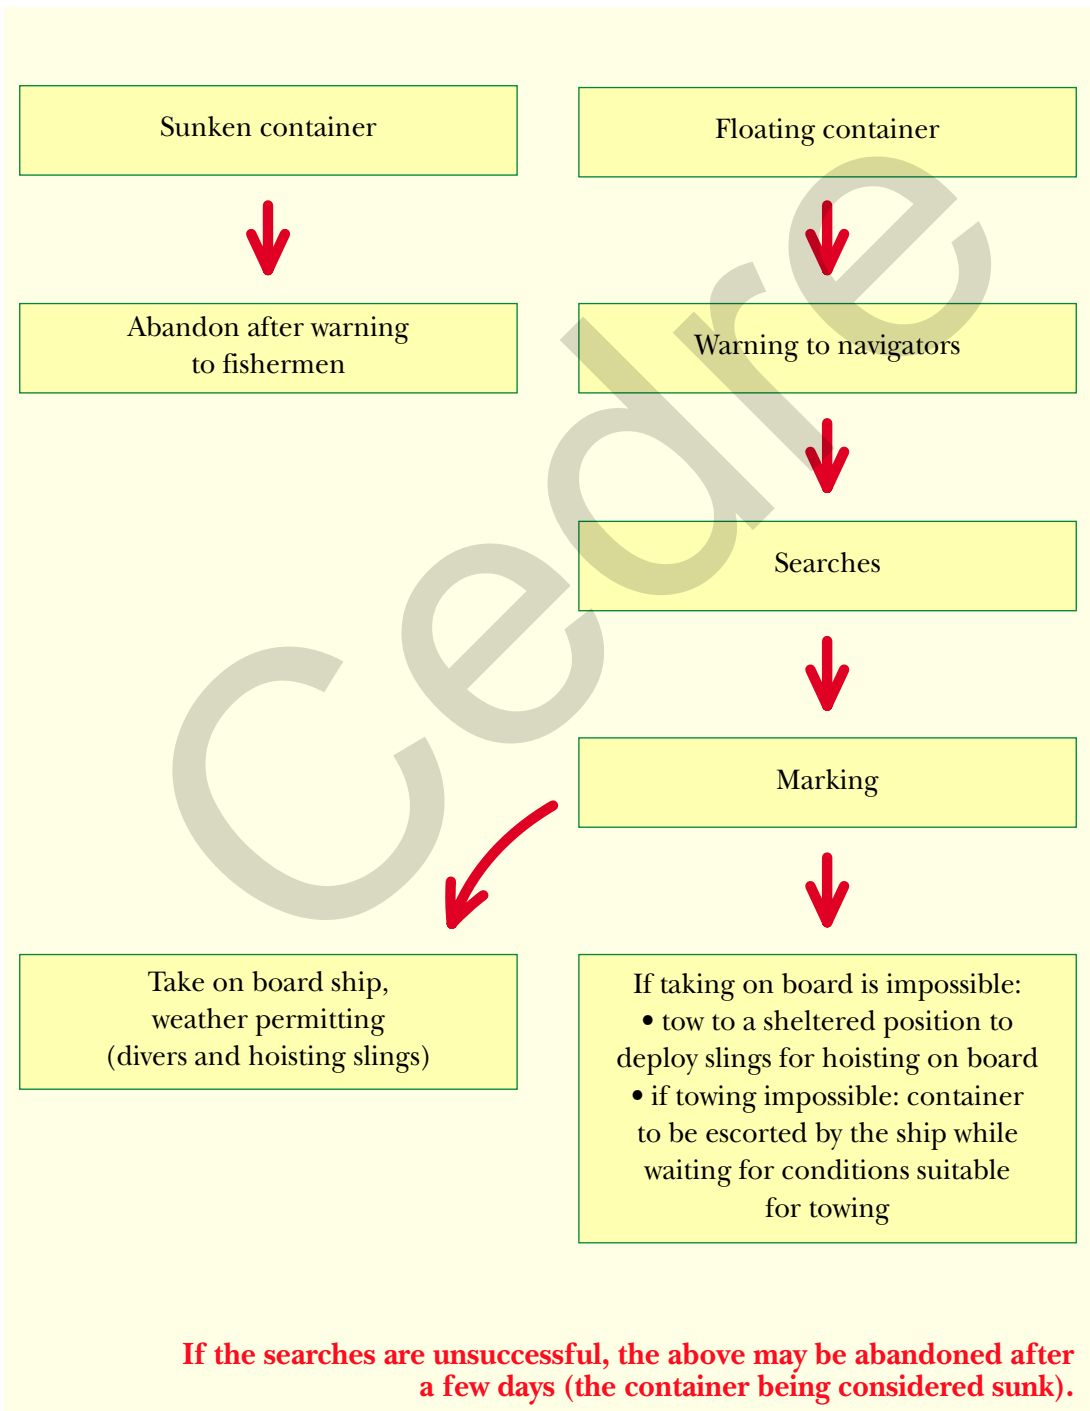 Sunken container
Floating container
Abandon after warning
to fishermen
Warning to navigators
Searches
Marking
Take on board ship,
weather permitting
(divers and hoisting slings)
If taking on board is impossible:
• tow to a sheltered position to
deploy slings for hoisting on board
• if towing impossible: container
to be escorted by the ship while
waiting for conditions suitable
for towing
If the searches are unsuccessful, the above may be abandoned after
a few days (the container being considered sunk).
Cedre